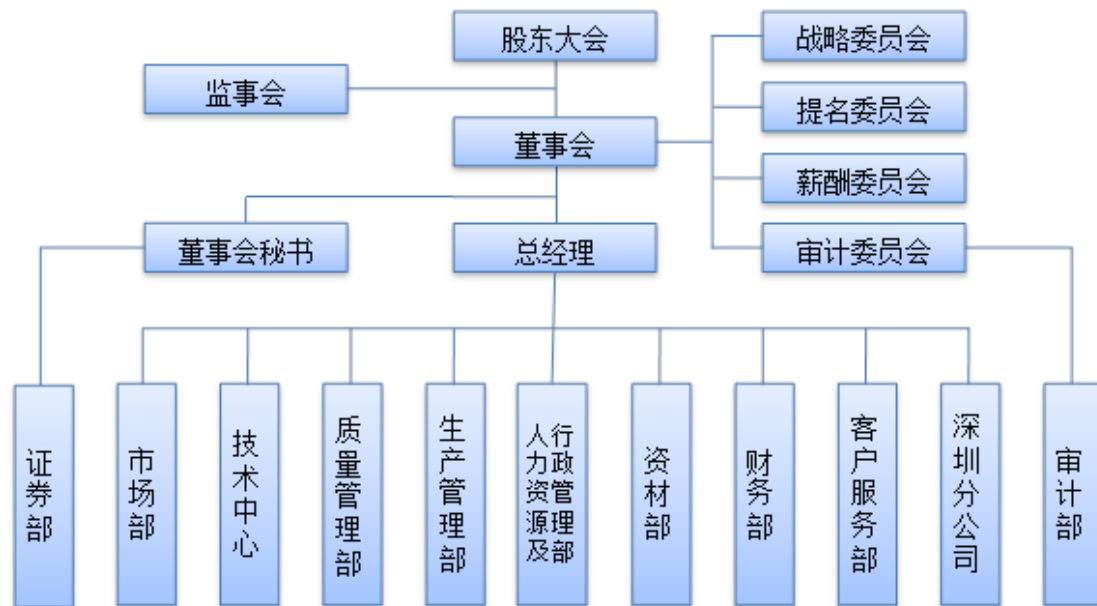 股东大会
战略委员会
监事会
提名委员会
董事会
薪酬委员会
董事会秘书
总经理
审计委员会
证券部
市场部
技术中心
质量管理部
生产管理部
人力资源及
行政管理部
资材部
财务部
客户服务部
深圳分公司
审计部